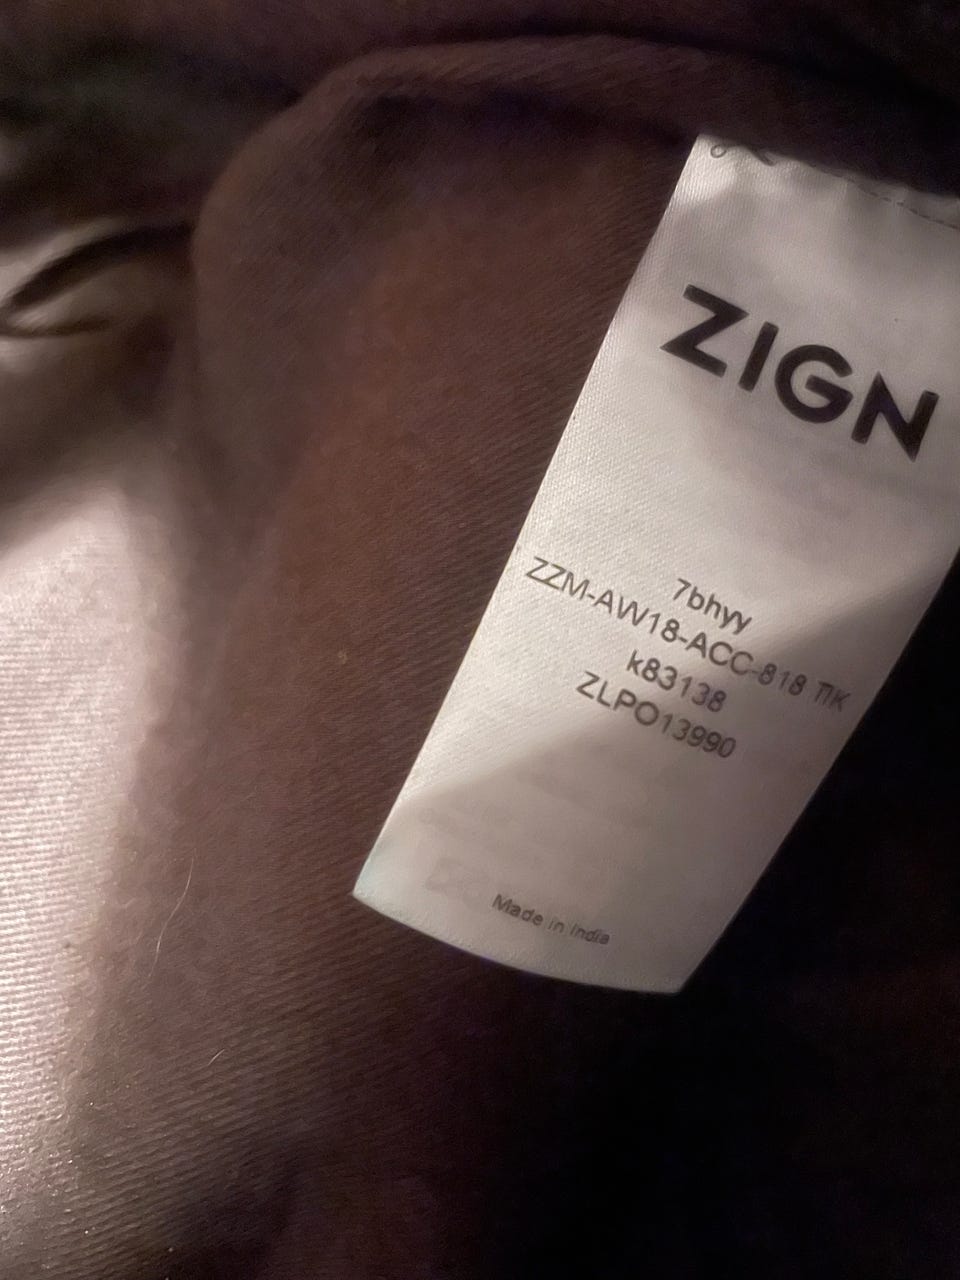 ZIGN
7bhyy
ZZM-AW18-ACC-818 TIK
k83138
ZLPO13990
Made in India